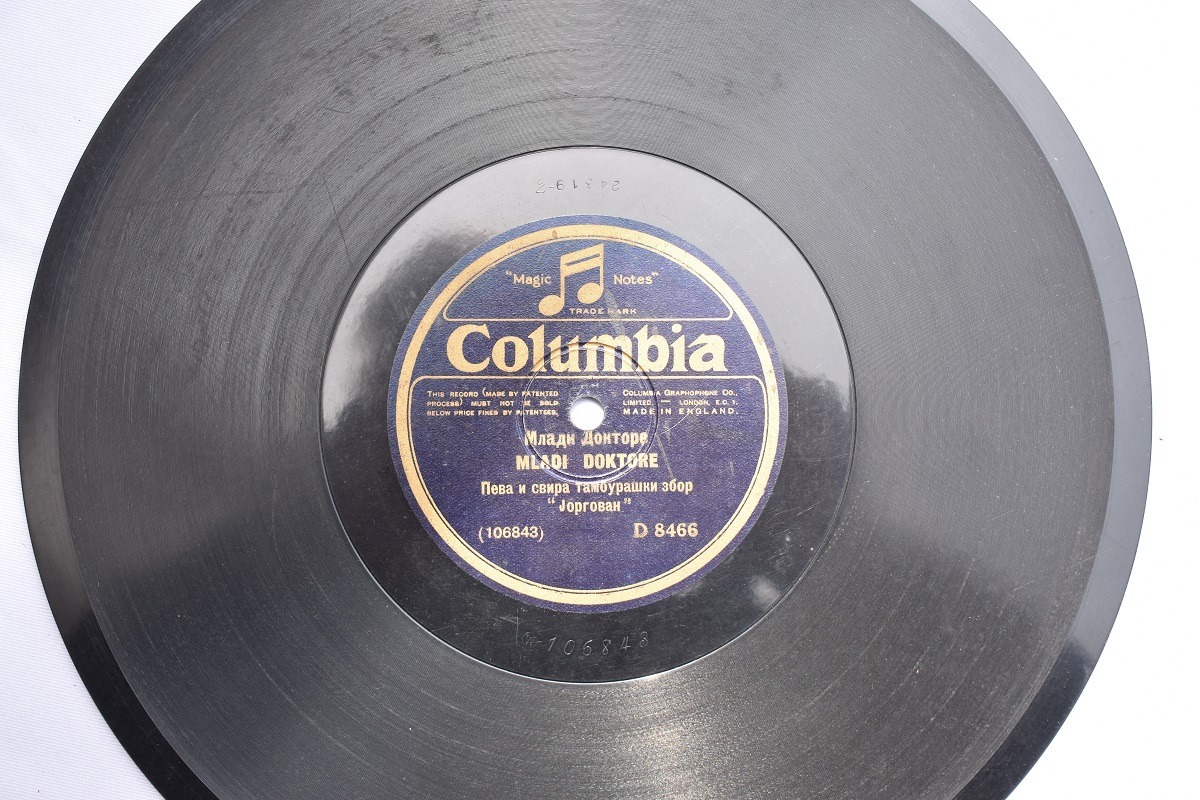 24319-3
"Magic Notes"
TRADE MARK
Columbia
THIS RECORD (MADE BY PATENTED
PROCESS) MUST NOT BE SOLD
BELOW PRICE FIXED BY PATENTEES.
COLUMBIA GRAPHOPHONE CO.,
LIMITED. — LONDON, E.C. 1.
MADE IN ENGLAND.
Млади Докторе
MLADI DOKTORE
Пева и свира тамбурашки збор
"Јоргован"
(106843)
D 8466
106843